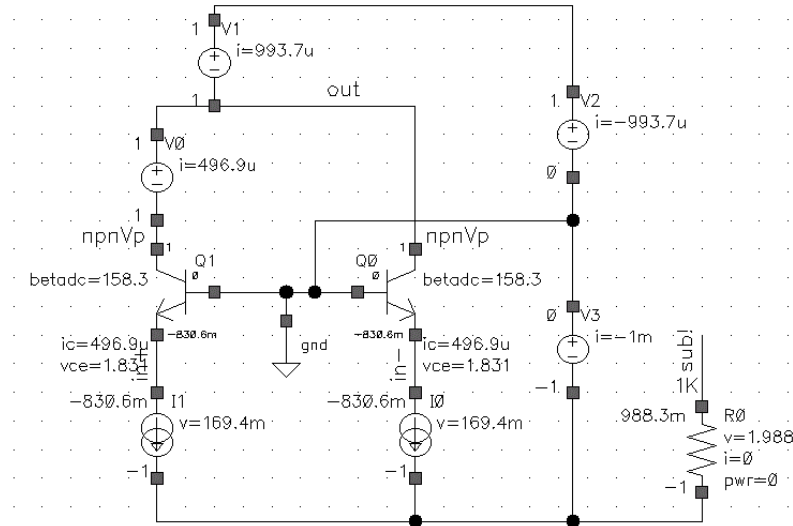 1
V1
i=993.7u
1
out
1
V2
i=-993.7u
0
1
V0
i=496.9u
1
npnVp
1
Q1
0
betadc=158.3
-830.6m
ic=496.9u
vce=1.831
in+
1
npnVp
Q0
0
betadc=158.3
-830.6m
ic=496.9u
vce=1.831
in-
gnd
0
V3
i=-1m
-1
-830.6m
I1
v=169.4m
-1
-830.6m
I0
v=169.4m
-1
sub!
1K
988.3m
R0
v=1.988
i=0
pwr=0
-1